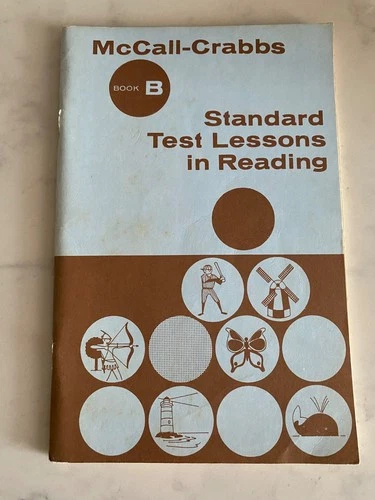 McCall-Crabbs
BOOK B
Standard
Test Lessons
in Reading